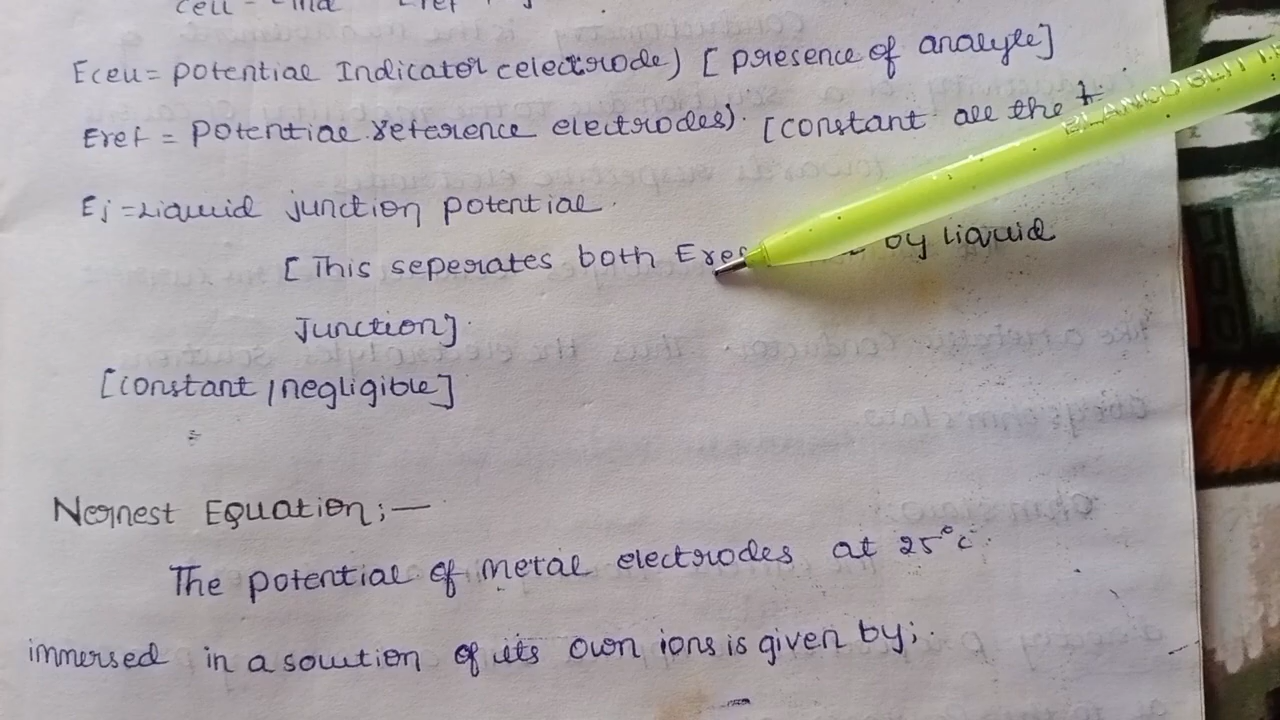 Ecell = potential Indicator celectrode) [ presence of analyte]
Eref = potential reference electrodes). [constant all the
Ej = Liquid junction potential.
[ This seperates both by liquid
Junction].
[constant / negligible]
=
Nernest Equation ; —
The potential of metal electrodes at 25°c.
immersed in a solution of its own ions is given by ;.